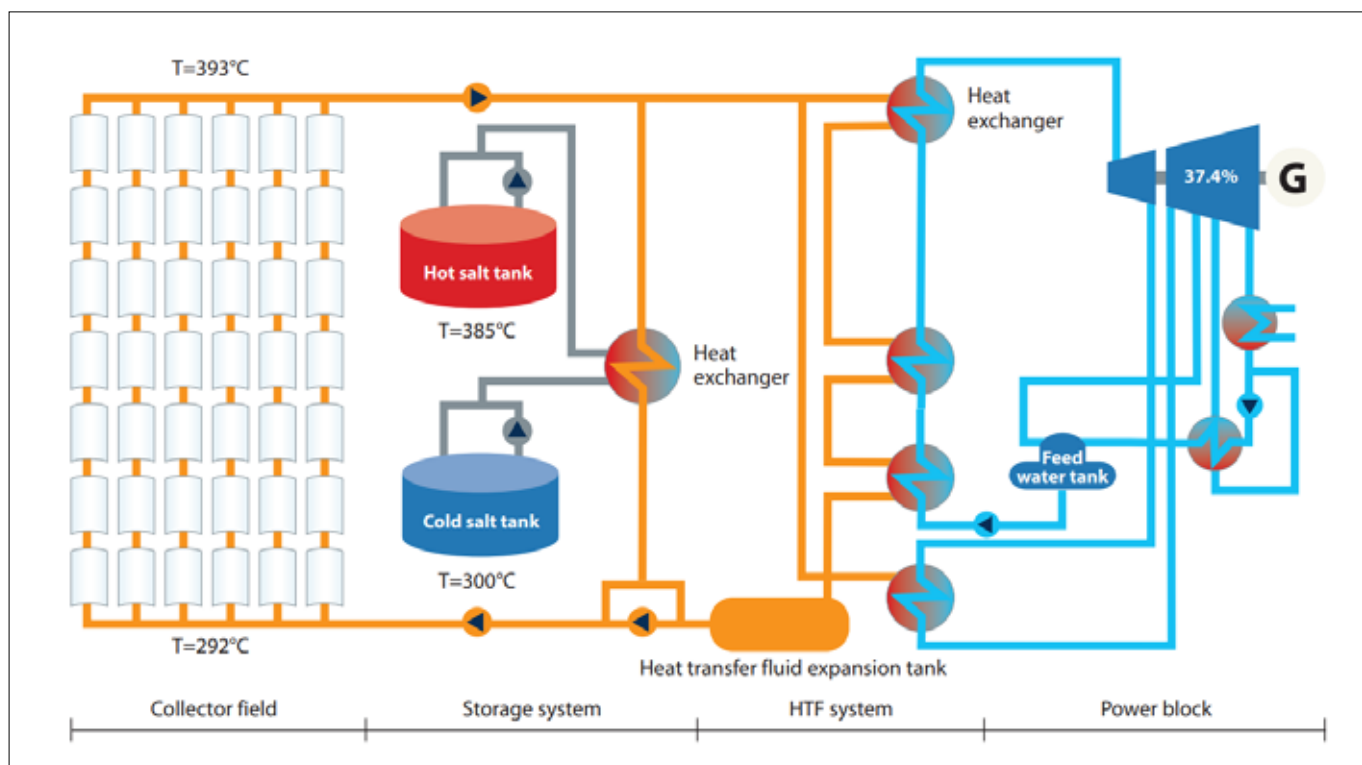 T=393°C
Heat
exchanger
37.4%
G
Hot salt tank
T=385°C
Heat
exchanger
Feed
water tank
Cold salt tank
T=300°C
T=292°C
Heat transfer fluid expansion tank
Collector field
Storage system
HTF system
Power block